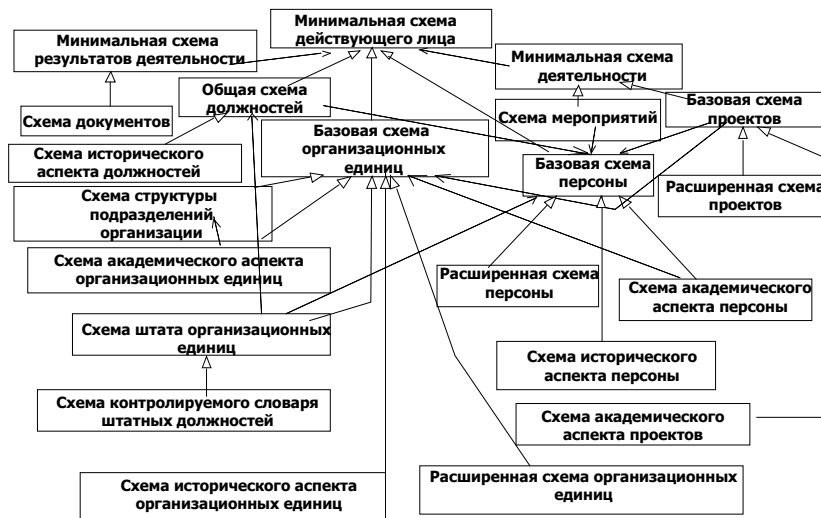 Минимальная схема
действующего лица
Минимальная схема
результатов деятельности
Минимальная схема
деятельности
Общая схема
должностей
Схема документов
Схема мероприятий
Базовая схема
проектов
Базовая схема
организационных
единиц
Схема исторического
аспекта должностей
Базовая схема
персоны
Расширенная схема
проектов
Схема структуры
подразделений
организации
Схема академического аспекта
организационных единиц
Расширенная схема
персоны
Схема академического
аспекта персоны
Схема штата организационных
единиц
Схема исторического
аспекта персоны
Схема контролируемого словаря
штатных должностей
Схема академического
аспекта проектов
Схема исторического аспекта
организационных единиц
Расширенная схема организационных
единиц